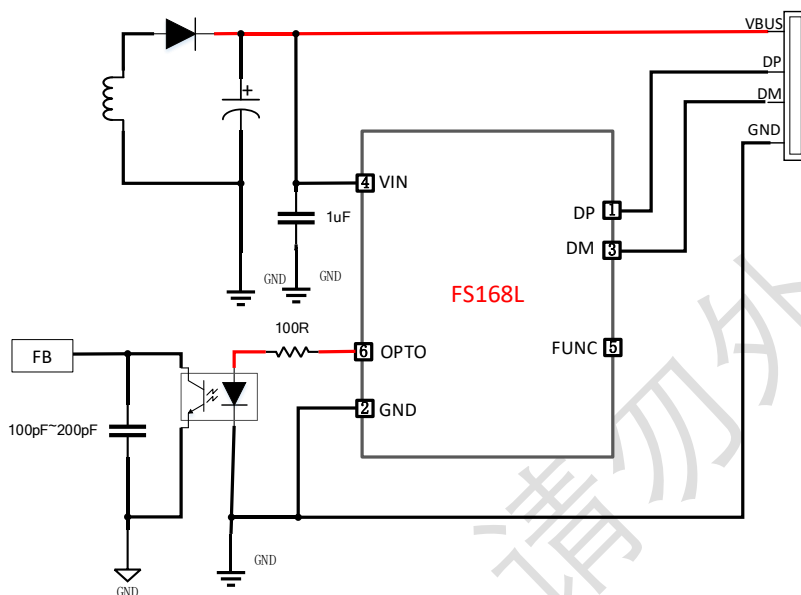 VBUS
DP
DM
GND
4
VIN
1uF
DP
1
DM
3
GND
GND
FS168L
100R
FB
6
OPTO
FUNC
5
2
GND
100pF~200pF
GND
GND
请勿外